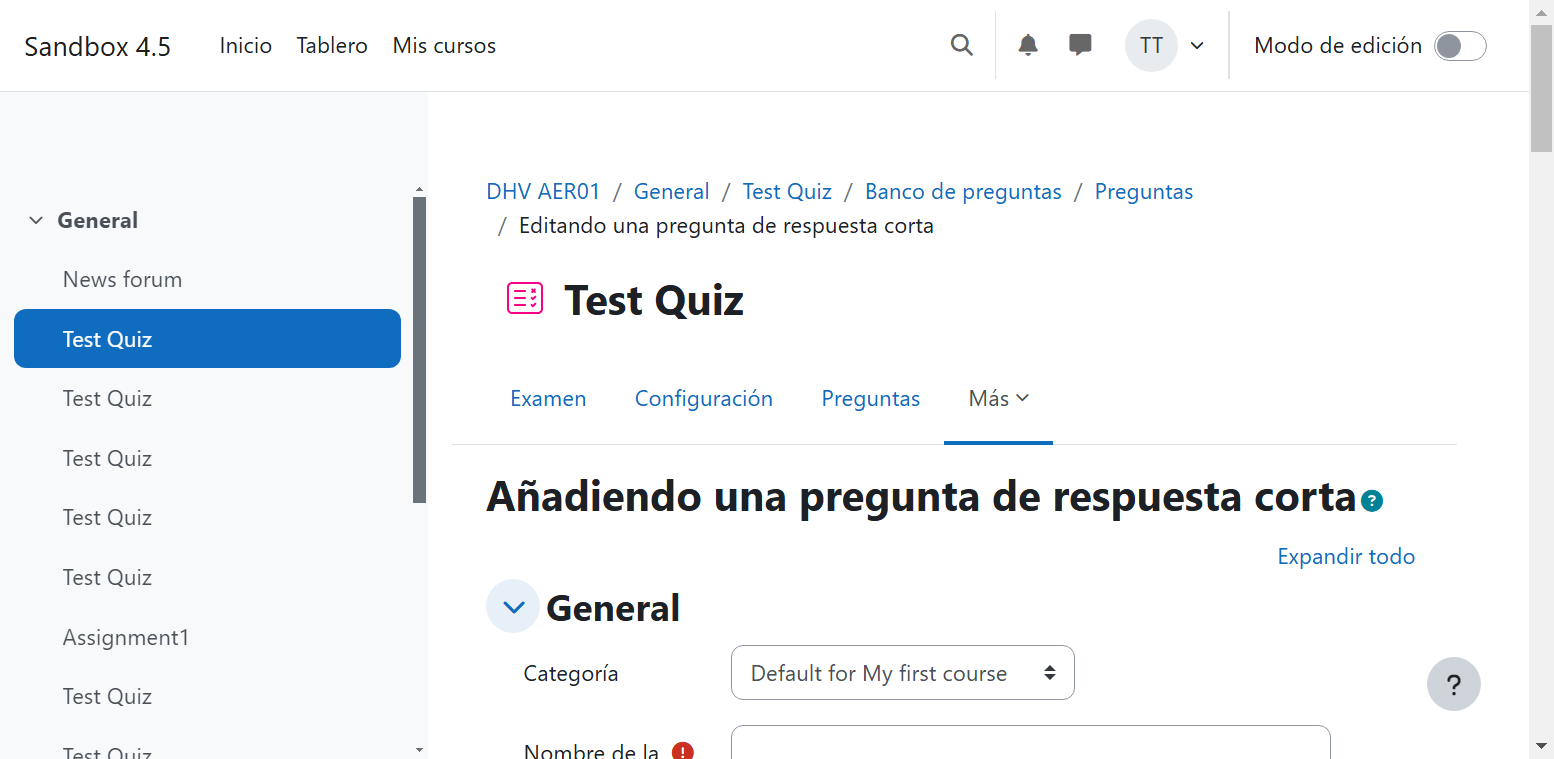 Sandbox 4.5 Inicio Tablero Mis cursos TT Modo de edición
General
News forum
Test Quiz
Test Quiz
Test Quiz
Test Quiz
Test Quiz
Assignment1
Test Quiz
Test Quiz
DHV AER01 / General / Test Quiz / Banco de preguntas / Preguntas
/ Editando una pregunta de respuesta corta
Test Quiz
Examen Configuración Preguntas Más
Añadiendo una pregunta de respuesta corta ?
Expandir todo
General
Categoría Default for My first course
?
Nombre de la !